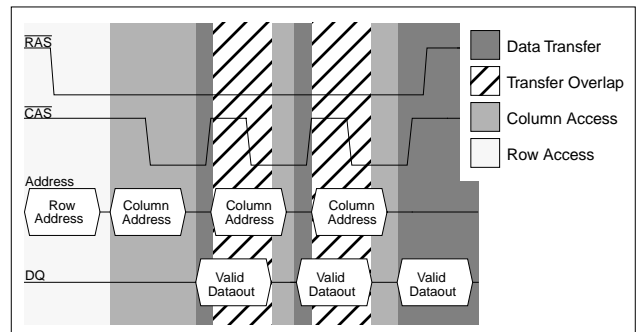 RAS
CAS
Address
Row
Address
Column
Address
Column
Address
Column
Address
DQ
Valid
Dataout
Valid
Dataout
Valid
Dataout
Data Transfer
Transfer Overlap
Column Access
Row Access